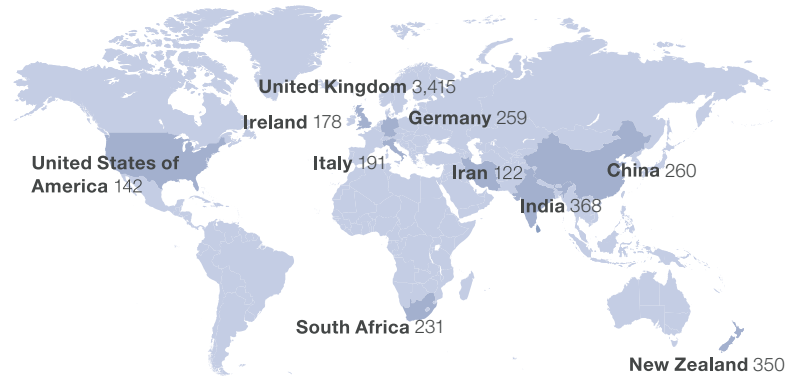 United Kingdom 3,415
Ireland 178
Germany 259
United States of
America 142
Italy 191
Iran 122
China 260
India 368
South Africa 231
New Zealand 350